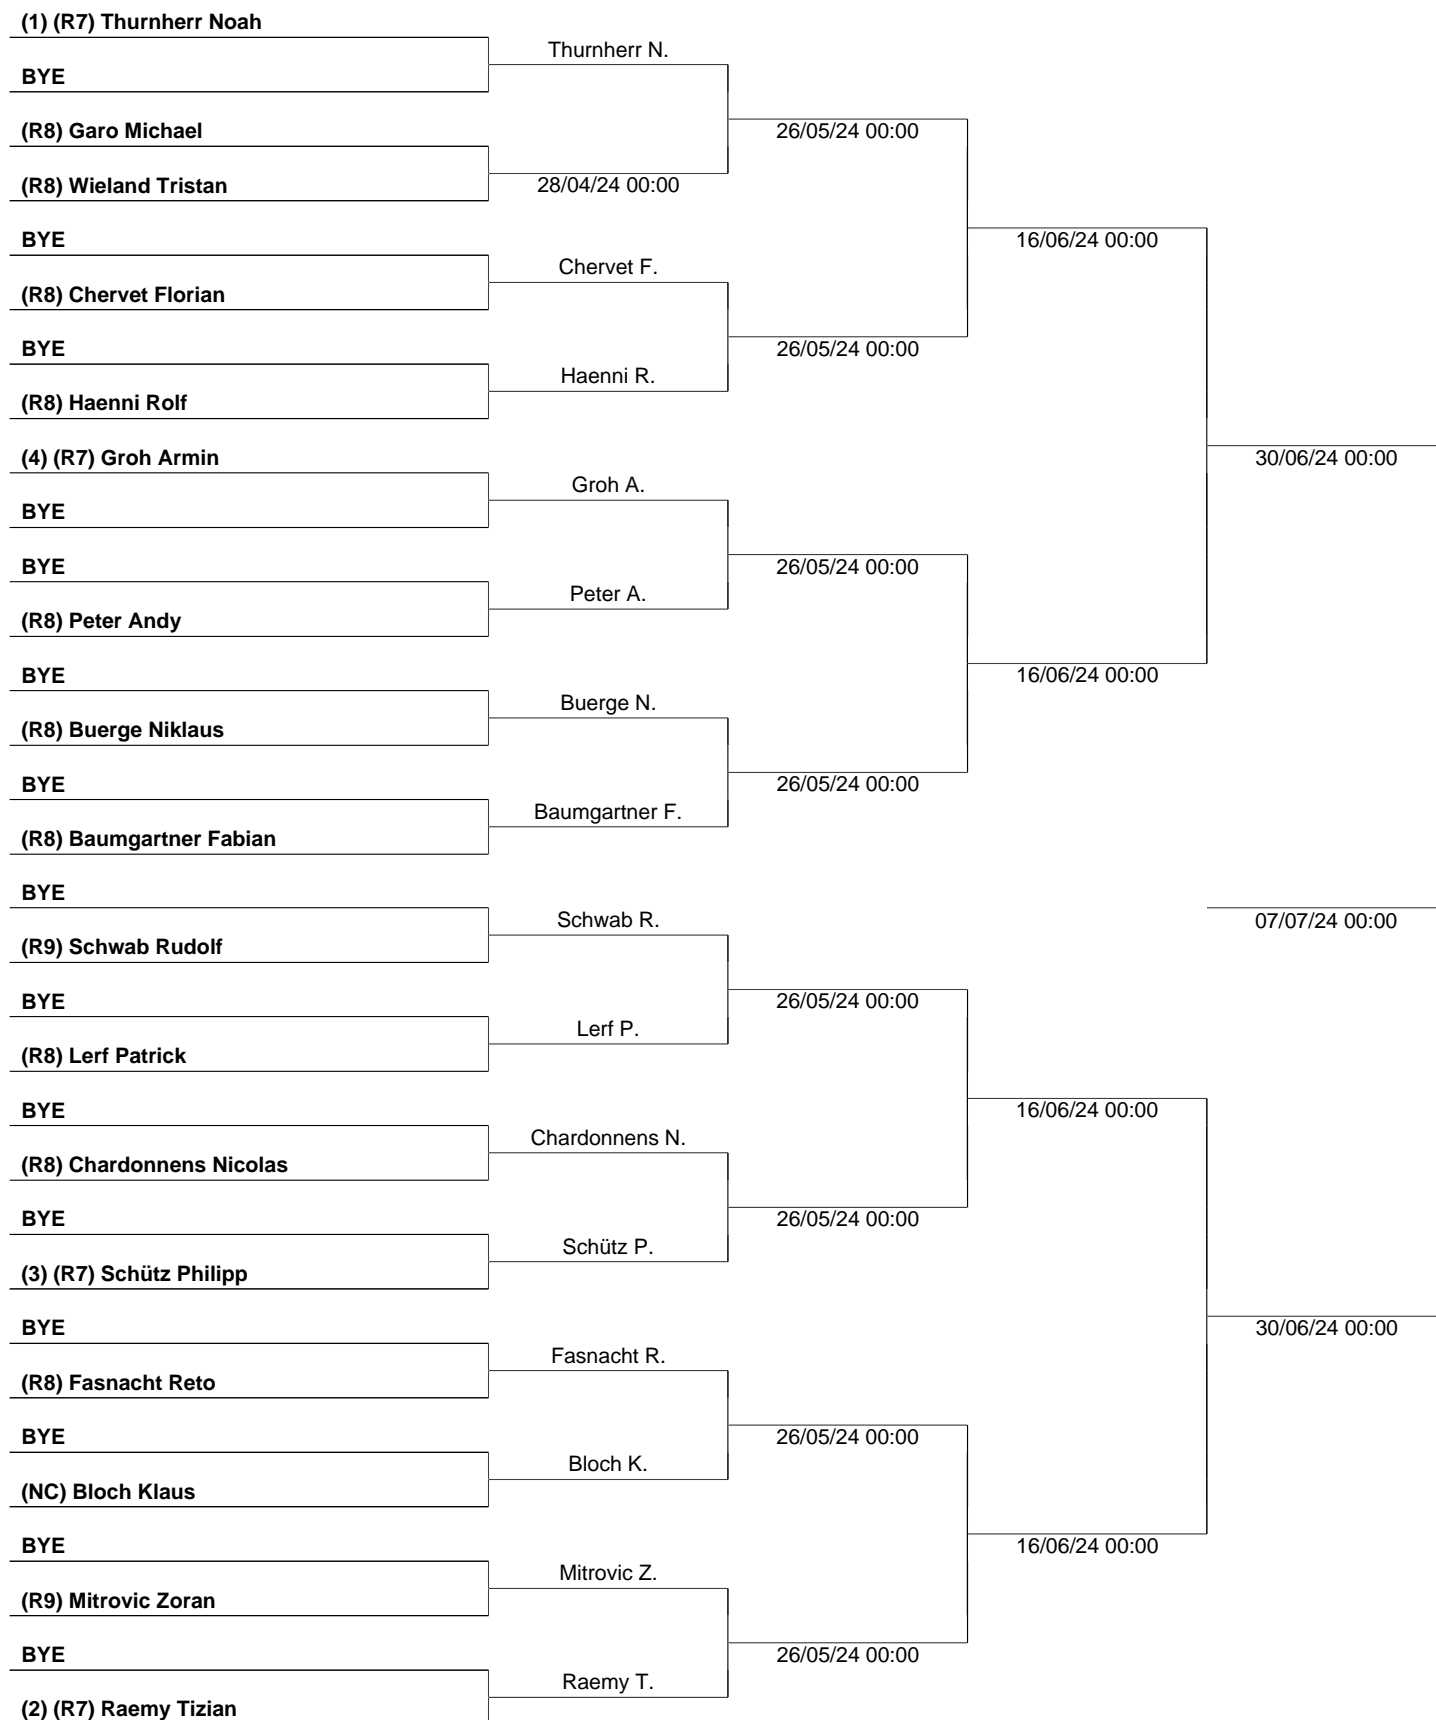 (1) (R7) Thurnherr Noah
Thurnherr N.
BYE
(R8) Garo Michael
26/05/24 00:00
(R8) Wieland Tristan
28/04/24 00:00
BYE
16/06/24 00:00
Chervet F.
(R8) Chervet Florian
BYE
26/05/24 00:00
Haenni R.
(R8) Haenni Rolf
(4) (R7) Groh Armin
30/06/24 00:00
Groh A.
BYE
BYE
26/05/24 00:00
Peter A.
(R8) Peter Andy
BYE
16/06/24 00:00
Buerge N.
(R8) Buerge Niklaus
BYE
26/05/24 00:00
Baumgartner F.
(R8) Baumgartner Fabian
BYE
Schwab R.
07/07/24 00:00
(R9) Schwab Rudolf
BYE
26/05/24 00:00
Lerf P.
(R8) Lerf Patrick
BYE
16/06/24 00:00
Chardonnens N.
(R8) Chardonnens Nicolas
BYE
26/05/24 00:00
Schütz P.
(3) (R7) Schütz Philipp
BYE
30/06/24 00:00
Fasnacht R.
(R8) Fasnacht Reto
BYE
26/05/24 00:00
Bloch K.
(NC) Bloch Klaus
BYE
16/06/24 00:00
Mitrovic Z.
(R9) Mitrovic Zoran
BYE
26/05/24 00:00
Raemy T.
(2) (R7) Raemy Tizian